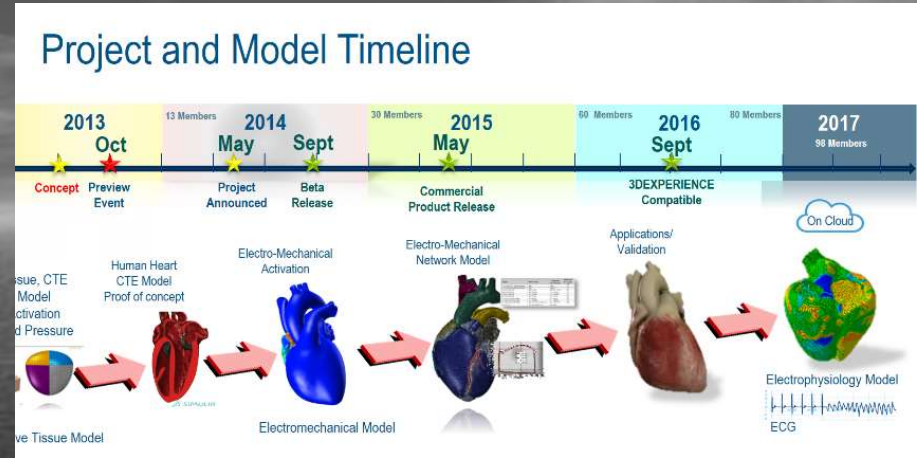 Project and Model Timeline
13 Members
30 Members
60 Members
80 Members
2013
2014
2015
2016
2017
98 Members
Oct
May
Sept
May
Sept
Concept
Preview
Event
Project
Announced
Beta
Release
Commercial
Product Release
3DEXPERIENCE
Compatible
On Cloud
ssue, CTE
Model
ctivation
d Pressure
Human Heart
CTE Model
Proof of concept
Electro-Mechanical
Activation
Electro-Mechanical
Network Model
Applications/
Validation
ve Tissue Model
Electromechanical Model
Electrophysiology Model
ECG